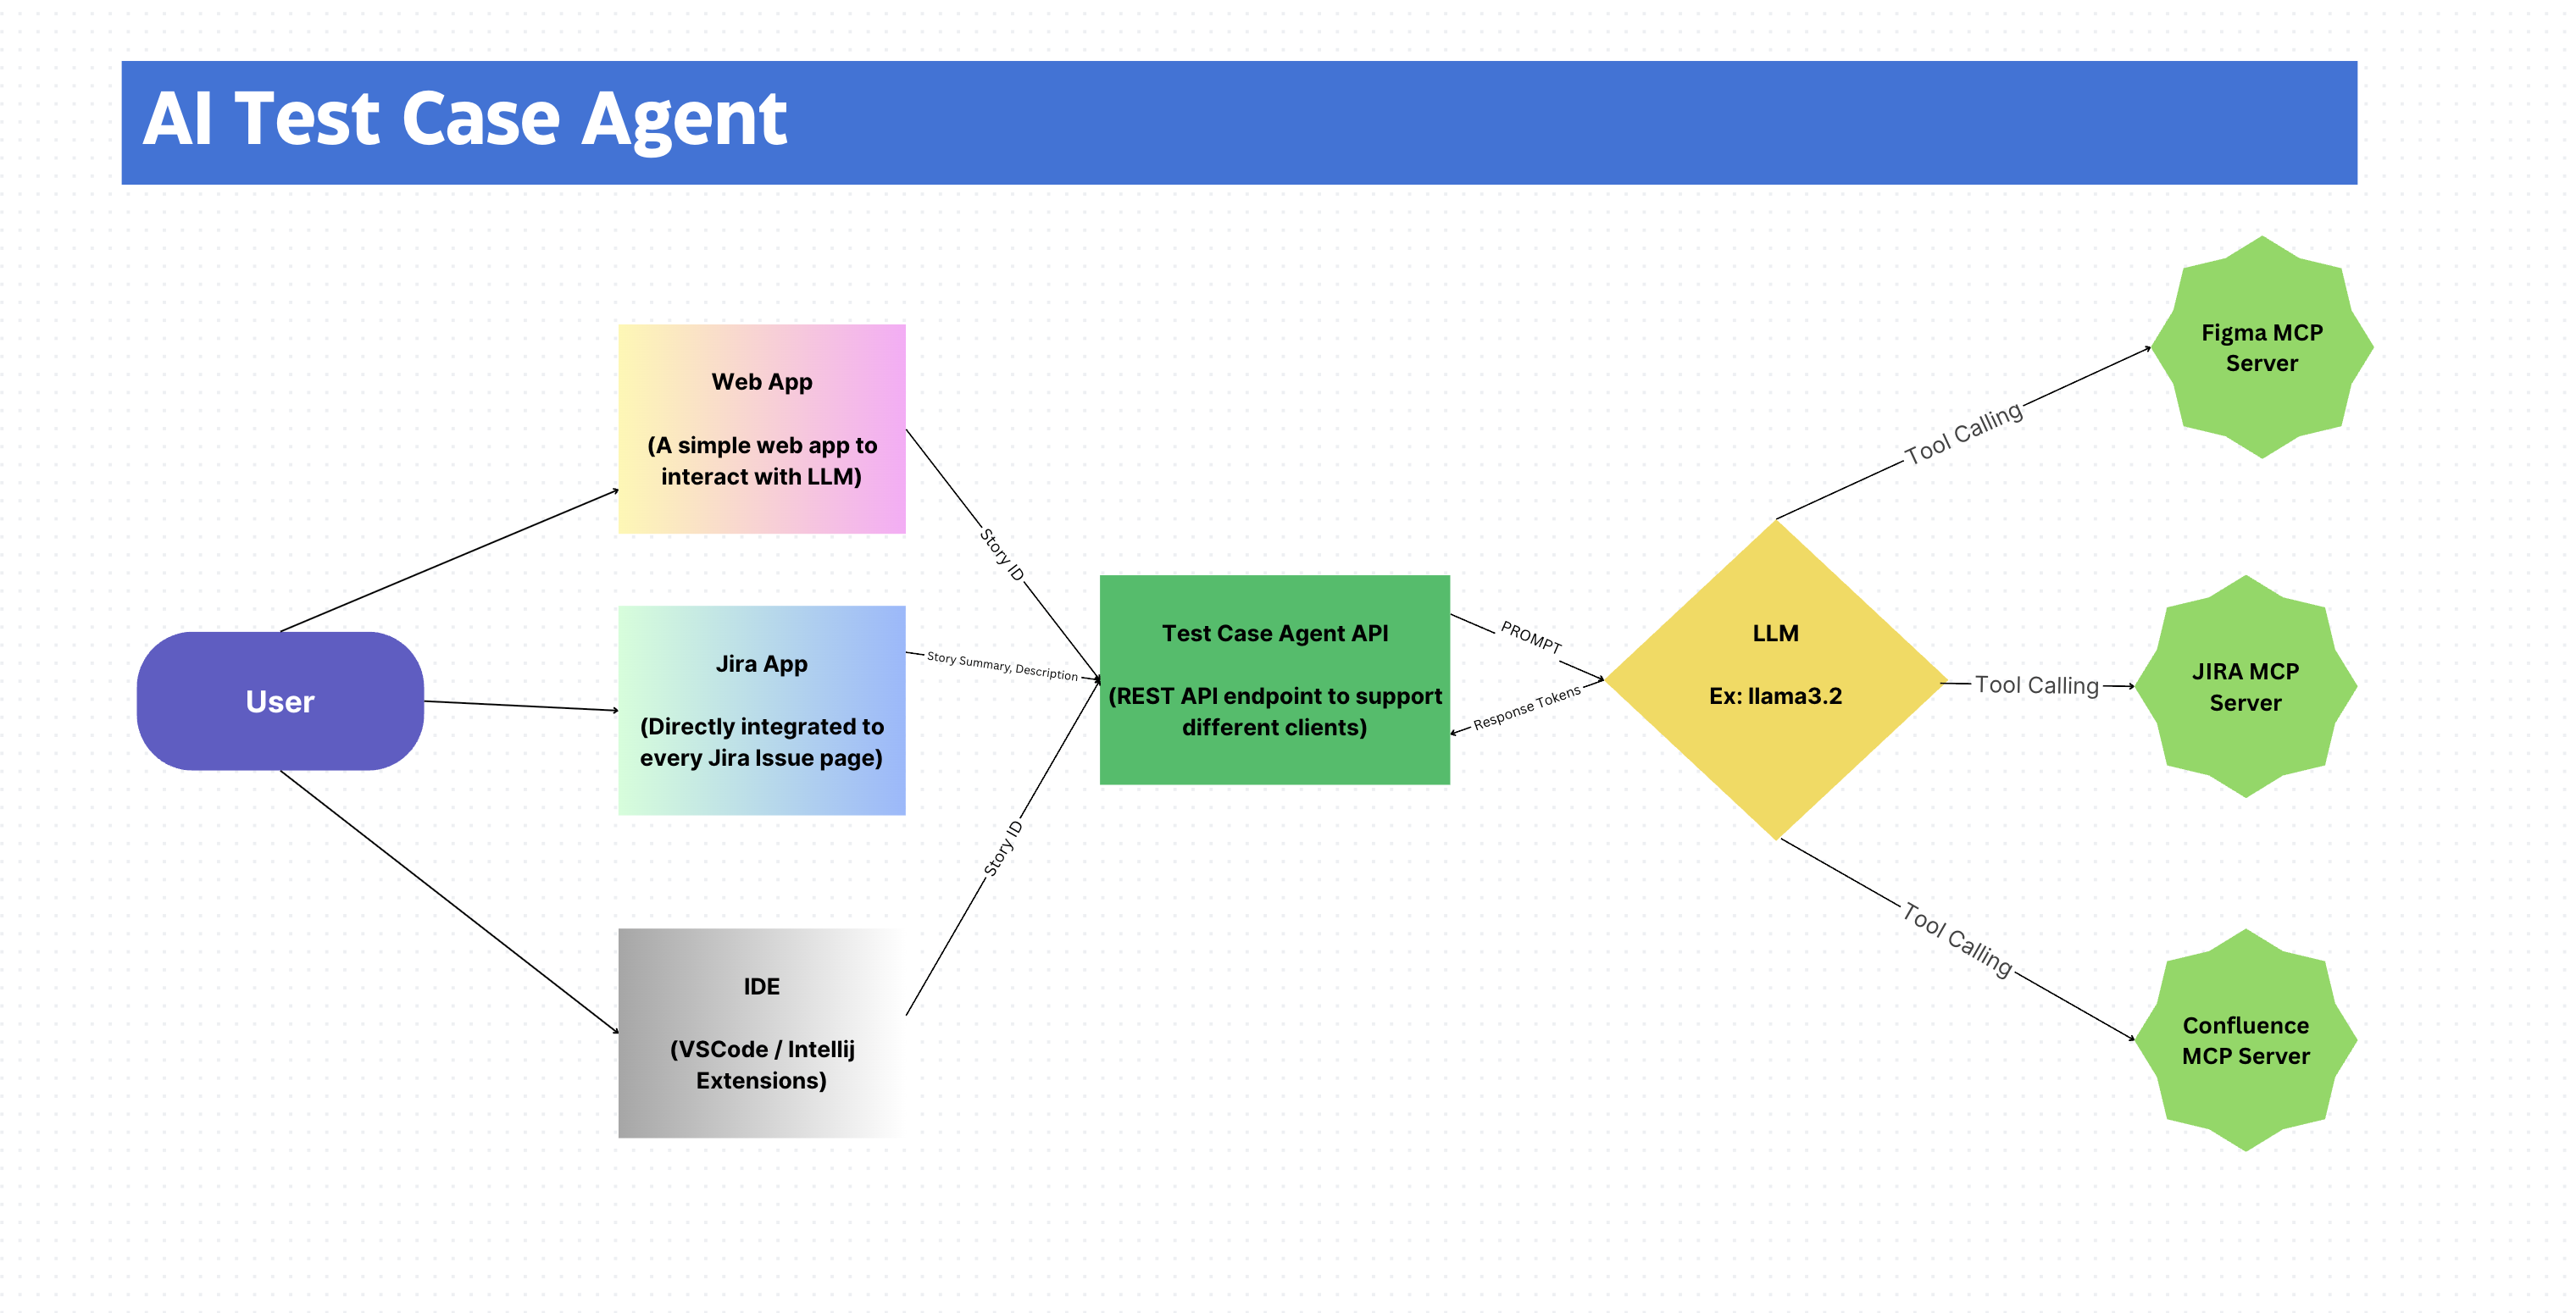 AI Test Case Agent
User
Web App
(A simple web app to
interact with LLM)
Jira App
(Directly integrated to
every Jira Issue page)
IDE
(VSCode / Intellij
Extensions)
Story ID
Story Summary, Description
Story ID
Test Case Agent API
(REST API endpoint to support
different clients)
PROMPT
Response Tokens
LLM
Ex: llama3.2
Tool Calling
Tool Calling
Tool Calling
Figma MCP
Server
JIRA MCP
Server
Confluence
MCP Server